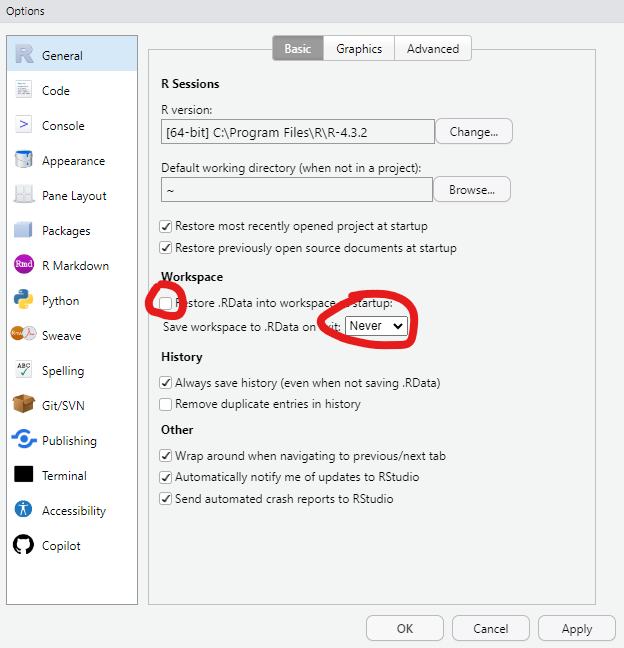 Options
General
Code
Console
Appearance
Pane Layout
Packages
Rmd R Markdown
Python
Sweave
ABC Spelling
Git/SVN
Publishing
Terminal
Accessibility
Copilot
Basic Graphics Advanced
R Sessions
R version:
[64-bit] C:\Program Files\R\R-4.3.2 Change...
Default working directory (when not in a project):
~ Browse...
Restore most recently opened project at startup
Restore previously open source documents at startup
Workspace
Restore .RData into workspace at startup:
Save workspace to .RData on exit: Never
History
Always save history (even when not saving .RData)
Remove duplicate entries in history
Other
Wrap around when navigating to previous/next tab
Automatically notify me of updates to RStudio
Send automated crash reports to RStudio
OK Cancel Apply